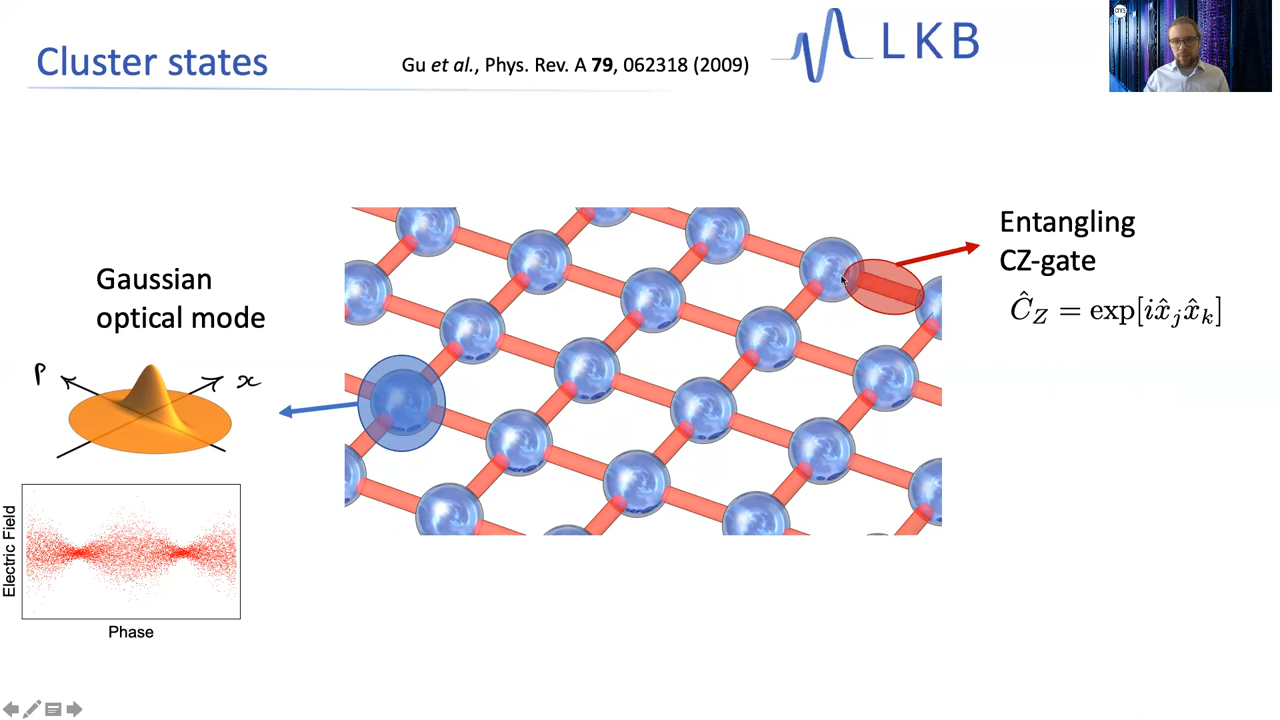 Cluster states
Gu et al., Phys. Rev. A 79, 062318 (2009)
LKB
cnrs
Entangling
CZ-gate
Ĉ_Z = exp[i x̂_j x̂_k]
Gaussian
optical mode
P
x
Electric Field
Phase